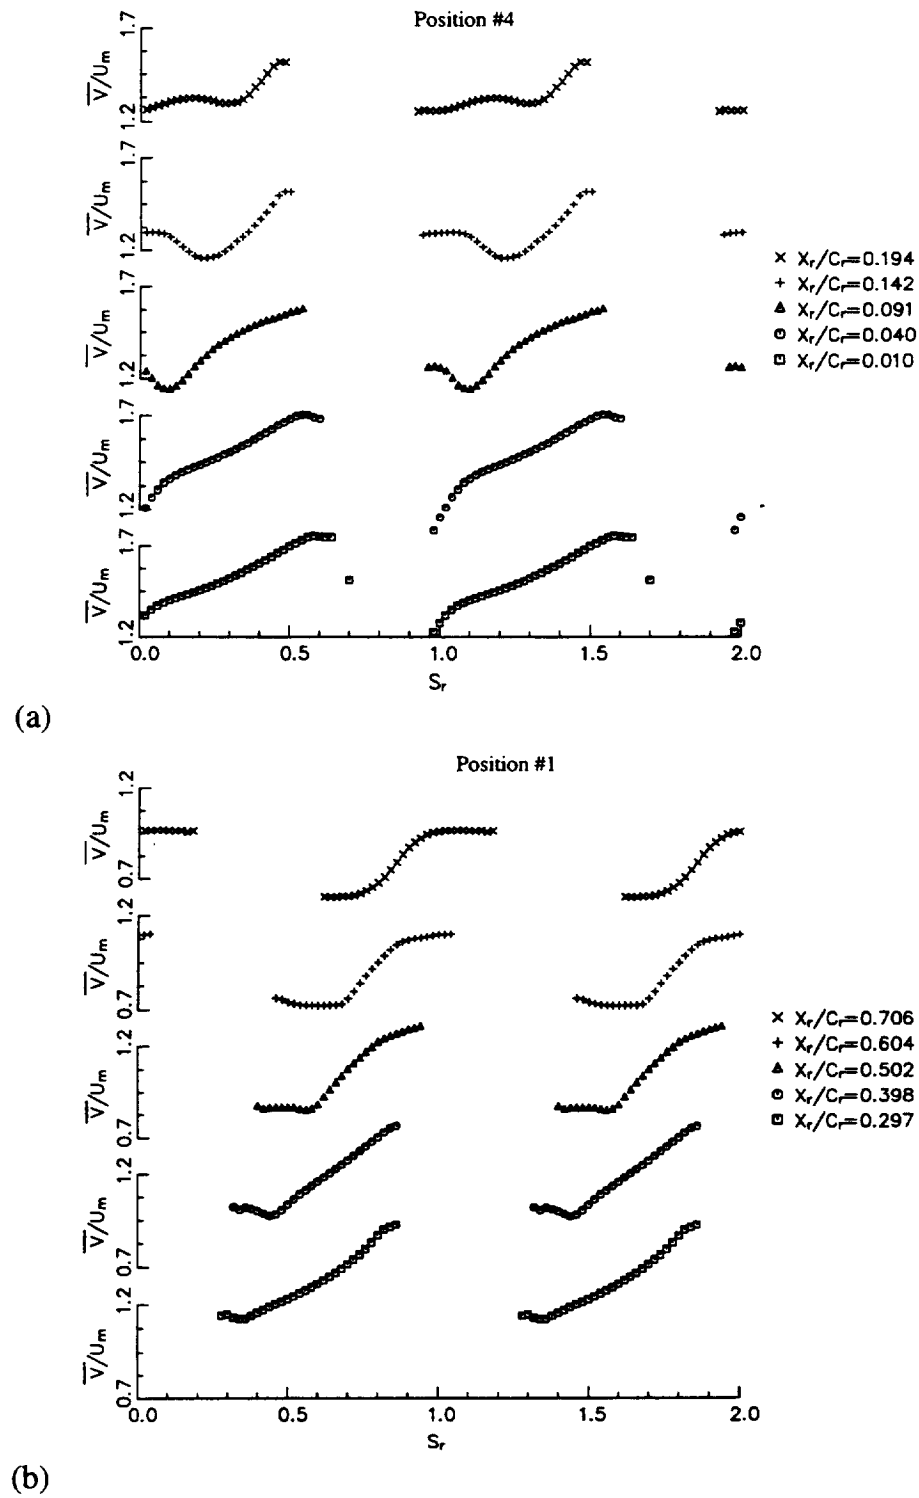 Position #4
1.7
V/Um
1.2
1.7
V/Um
1.2
1.7
V/Um
1.2
1.7
V/Um
1.2
1.7
V/Um
1.2
× Xr/Cr=0.194
+ Xr/Cr=0.142
Xr/Cr=0.091
Xr/Cr=0.040
Xr/Cr=0.010
0.0 0.5 1.0 1.5 2.0
Sr
(a)
Position #1
1.2
V/Um
0.7
1.2
V/Um
0.7
1.2
V/Um
0.7
1.2
V/Um
0.7
1.2
V/Um
0.7
× Xr/Cr=0.706
+ Xr/Cr=0.604
Xr/Cr=0.502
Xr/Cr=0.398
Xr/Cr=0.297
0.0 0.5 1.0 1.5 2.0
Sr
(b)